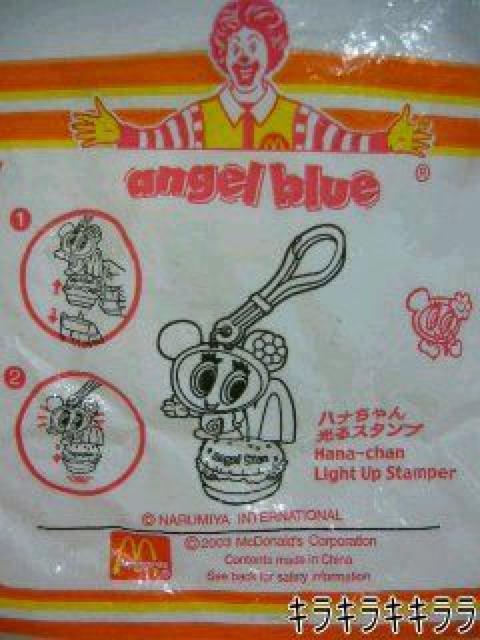 angel blue ®
1
ハナちゃん
光るスタンプ
Hana-chan
Light Up Stamper
2
angel blue
© NARUMIYA INTERNATIONAL
© 2003 McDonald's Corporation
Contents made in China
See back for safety information
キラキラキキララ